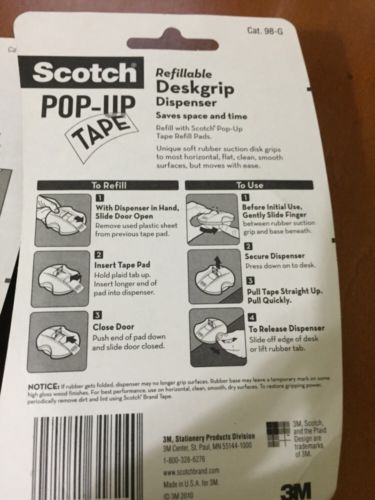 Cat. 98-G
Scotch®
POP-UP
TAPE
Refillable
Deskgrip
Dispenser
Saves space and time
Refill with Scotch® Pop-Up
Tape Refill Pads.
Unique soft rubber suction disk grips
to most horizontal, flat, clean, smooth
surfaces, but moves with ease.
To Refill
1
With Dispenser in Hand,
Slide Door Open
Remove used plastic sheet
from previous tape pad.
2
Insert Tape Pad
Hold plaid tab up.
Insert longer end of
pad into dispenser.
3
Close Door
Push end of pad down
and slide door closed.
To Use
1
Before Initial Use,
Gently Slide Finger
between rubber suction
grip and base beneath.
2
Secure Dispenser
Press down on to desk.
3
Pull Tape Straight Up.
Pull Quickly.
4
To Release Dispenser
Slide off edge of desk
or lift rubber tab.
NOTICE: If rubber gets folded, dispenser may no longer grip surfaces. Rubber base may leave a temporary mark on some
high gloss wood finishes. For best performance, use on horizontal, clean, smooth, dry surfaces. To restore gripping power,
periodically remove dirt and lint using Scotch® Brand Tape.
3M, Stationery Products Division
3M Center, St. Paul, MN 55144-1000
1-800-328-6276
www.scotchbrand.com
Made in U.S.A. for 3M.
© 3M 2010
3M, Scotch,
and the Plaid
Design are
trademarks
of 3M.
3M